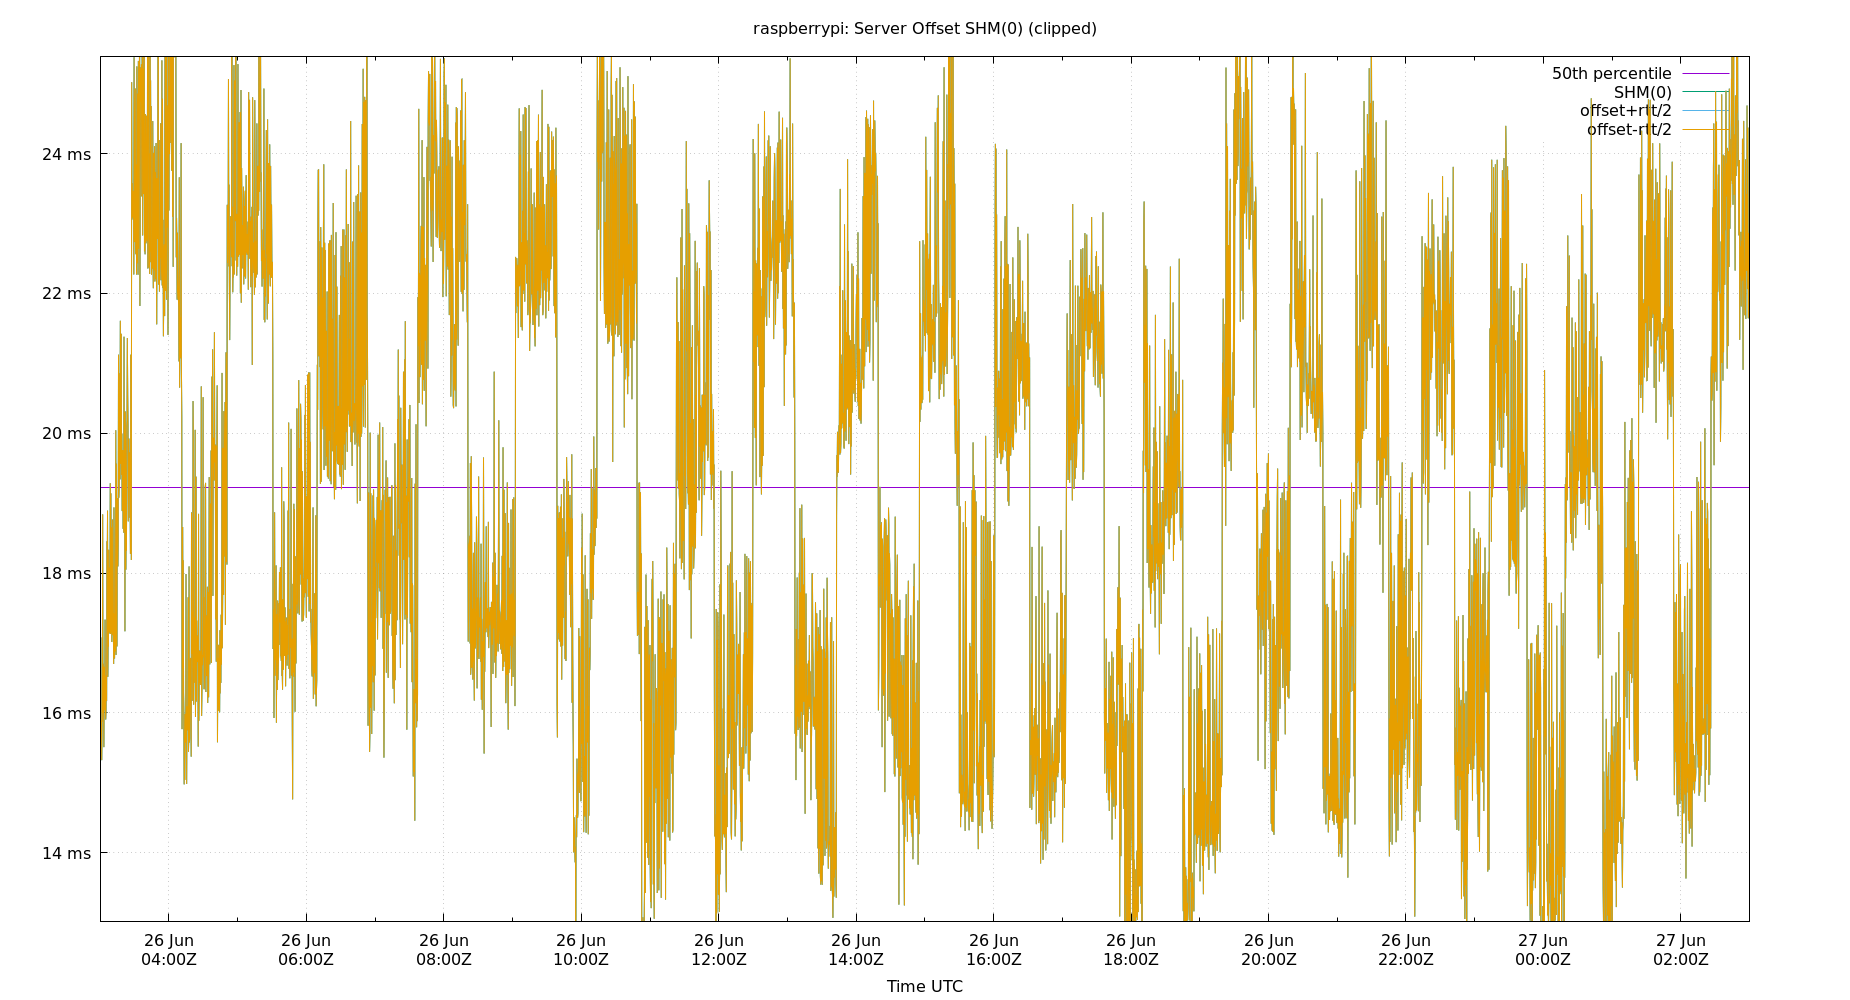 raspberrypi: Server Offset SHM(0) (clipped)
50th percentile
SHM(0)
offset+rtt/2
offset-rtt/2
24 ms
22 ms
20 ms
18 ms
16 ms
14 ms
26 Jun 26 Jun 26 Jun 26 Jun 26 Jun 26 Jun 26 Jun 26 Jun 26 Jun 26 Jun 27 Jun 27 Jun
04:00Z 06:00Z 08:00Z 10:00Z 12:00Z 14:00Z 16:00Z 18:00Z 20:00Z 22:00Z 00:00Z 02:00Z
Time UTC